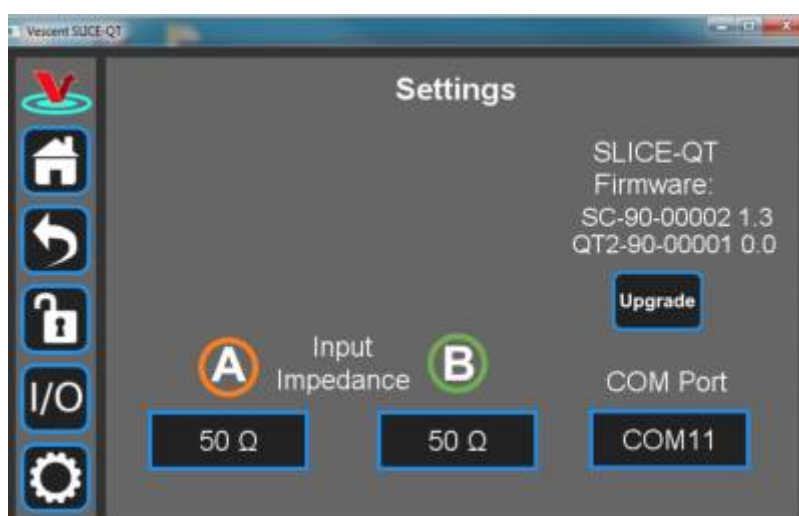 Vescent SLICE-QT
Settings
SLICE-QT
Firmware:
SC-90-00002 1.3
QT2-90-00001 0.0
Upgrade
A
Input
Impedance
B
50 Ω
50 Ω
COM Port
COM11
I/O